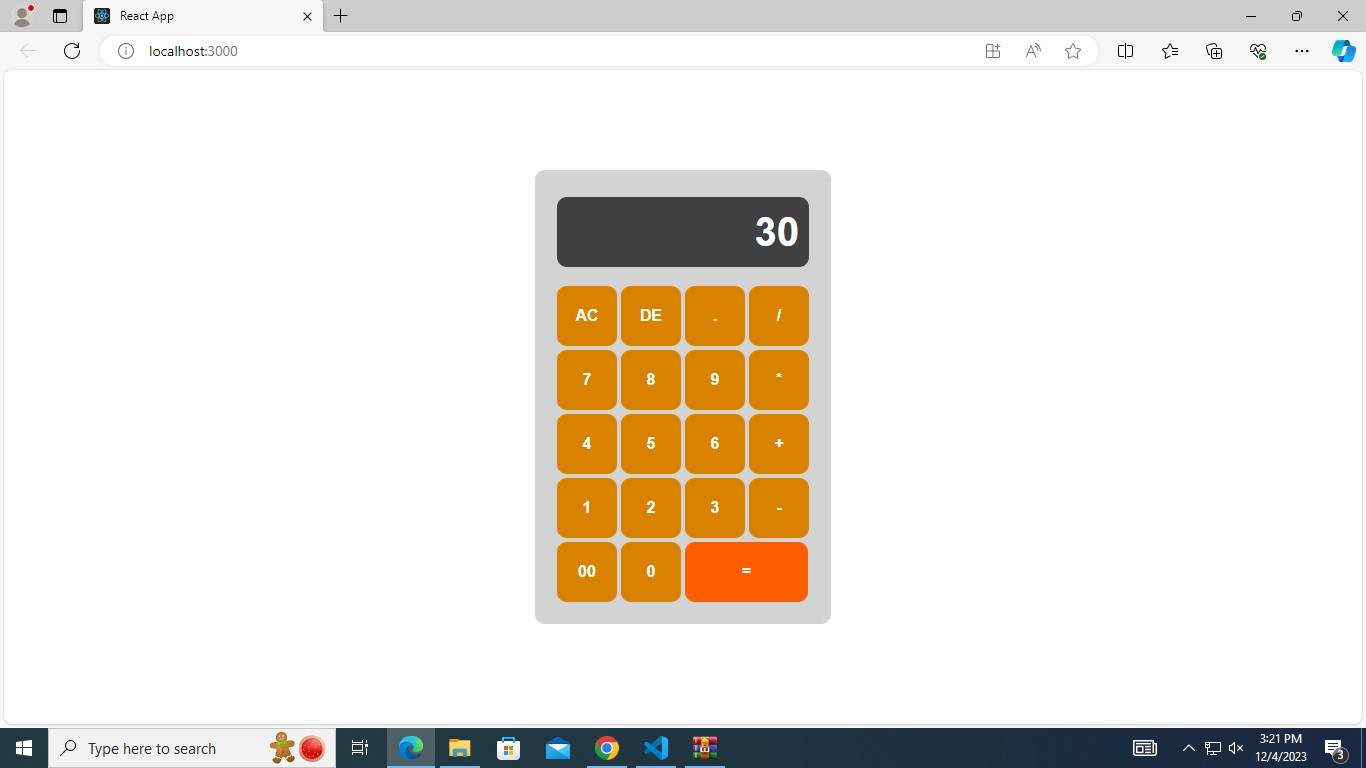 React App
localhost:3000
30
AC DE . /
7 8 9 *
4 5 6 +
1 2 3 -
00 0 =
Type here to search
3:21 PM
12/4/2023
3